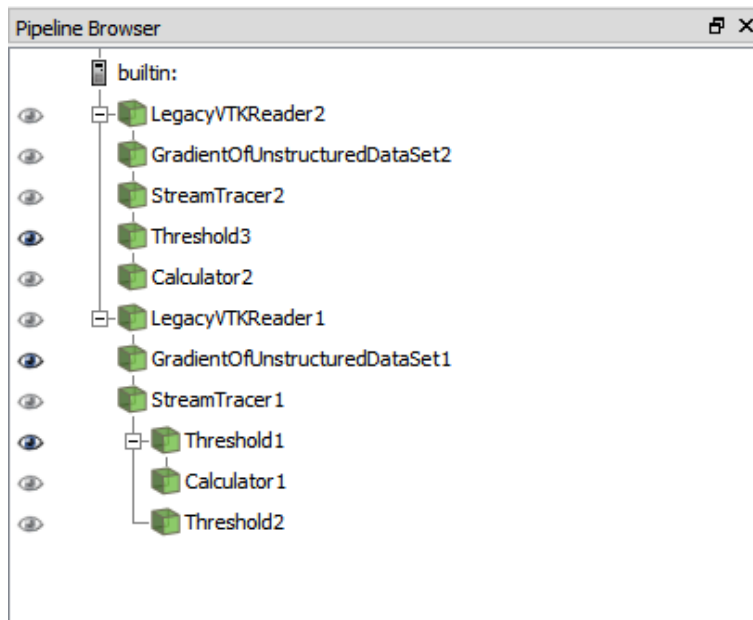 Pipeline Browser
builtin:
LegacyVTKReader2
GradientOfUnstructuredDataSet2
StreamTracer2
Threshold3
Calculator2
LegacyVTKReader1
GradientOfUnstructuredDataSet1
StreamTracer1
Threshold1
Calculator1
Threshold2